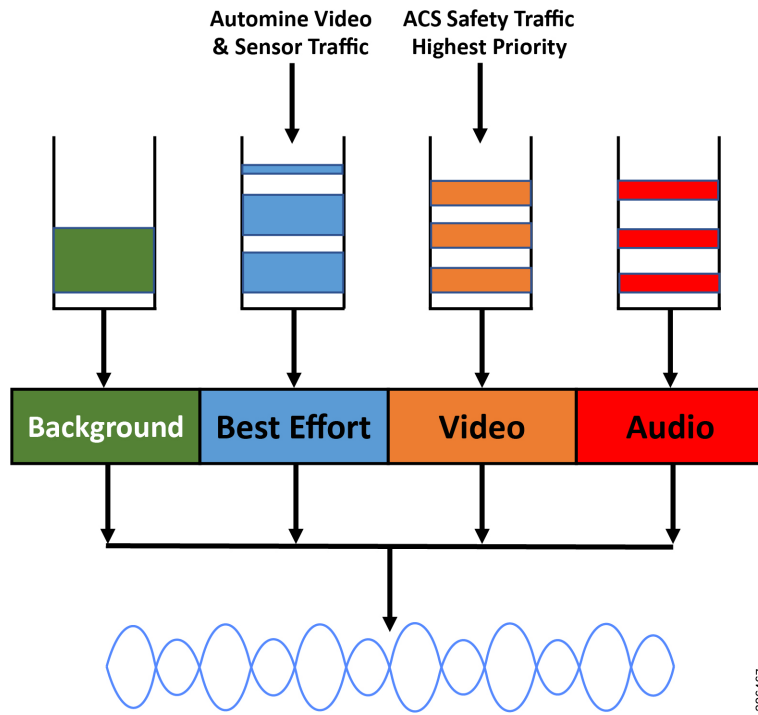 Automine Video
& Sensor Traffic
ACS Safety Traffic
Highest Priority
Background
Best Effort
Video
Audio